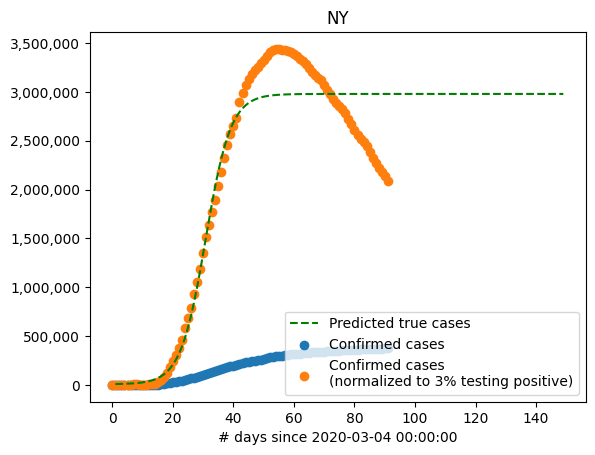 NY
3,500,000
3,000,000
2,500,000
2,000,000
1,500,000
1,000,000
500,000
0
Predicted true cases
Confirmed cases
Confirmed cases
(normalized to 3% testing positive)
0 20 40 60 80 100 120 140
# days since 2020-03-04 00:00:00